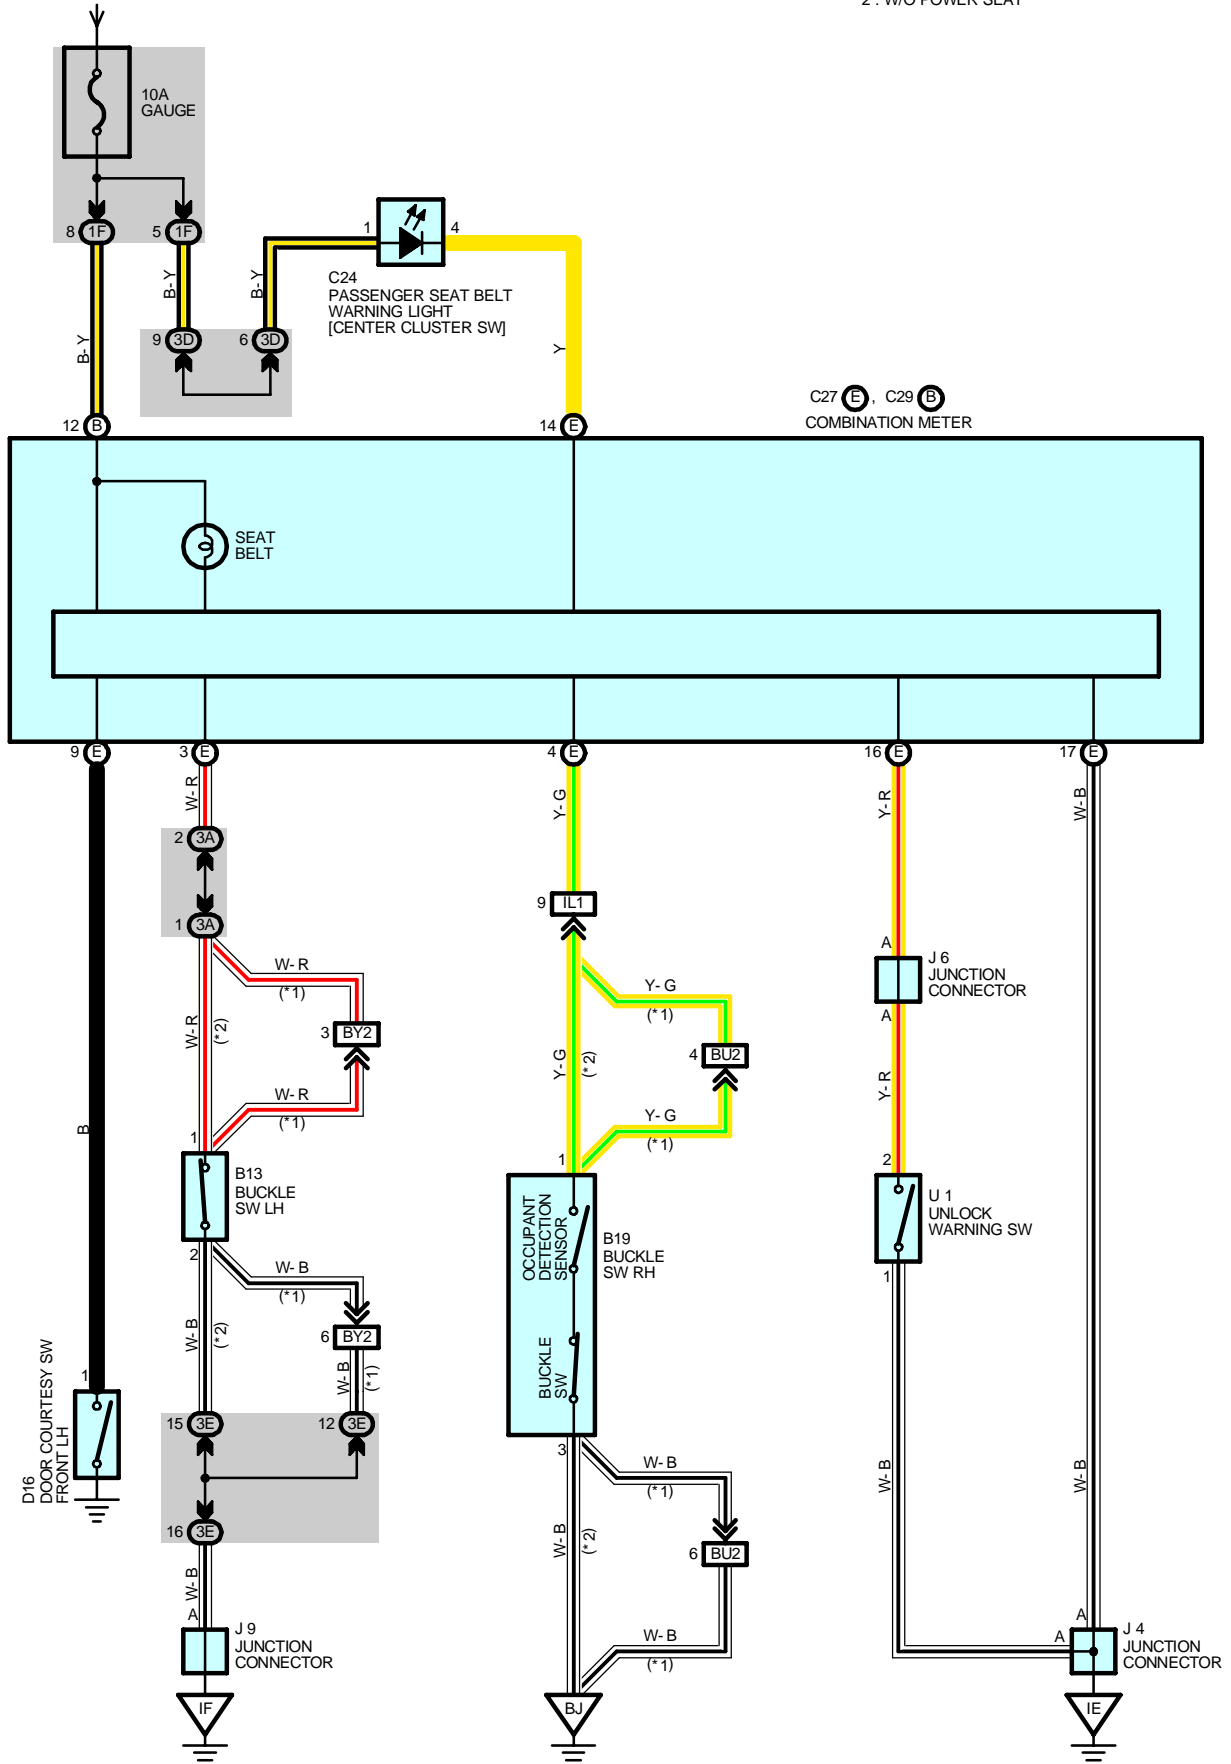 2 : W/O POWER SEAT
10A
GAUGE
8 1F
5 1F
1
4
B-Y
B-Y
B-Y
C24
PASSENGER SEAT BELT
WARNING LIGHT
[CENTER CLUSTER SW]
9 3D
6 3D
Y
C27 E , C29 B
COMBINATION METER
12 B
14 E
SEAT
BELT
9 E
3 E
4 E
16 E
17 E
W-R
Y-G
Y-R
W-B
2 3A
1 3A
9 IL1
A
J 6
JUNCTION
CONNECTOR
A
W-R
(*1)
Y-G
(*1)
W-R
(*2)
3 BY2
Y-G
(*2)
4 BU2
Y-R
W-R
(*1)
Y-G
(*1)
B
1
B13
BUCKLE
SW LH
2
1
OCCUPANT
DETECTION
SENSOR
BUCKLE
SW
B19
BUCKLE
SW RH
3
2
U 1
UNLOCK
WARNING SW
1
W-B
(*1)
W-B
(*2)
6 BY2
W-B
(*1)
1
D16
DOOR COURTESY SW
FRONT LH
15 3E
12 3E
16 3E
W-B
(*1)
W-B
(*2)
6 BU2
W-B
(*1)
W-B
W-B
W-B
A
J 9
JUNCTION
CONNECTOR
A
A
J 4
JUNCTION
CONNECTOR
IF
BJ
IE